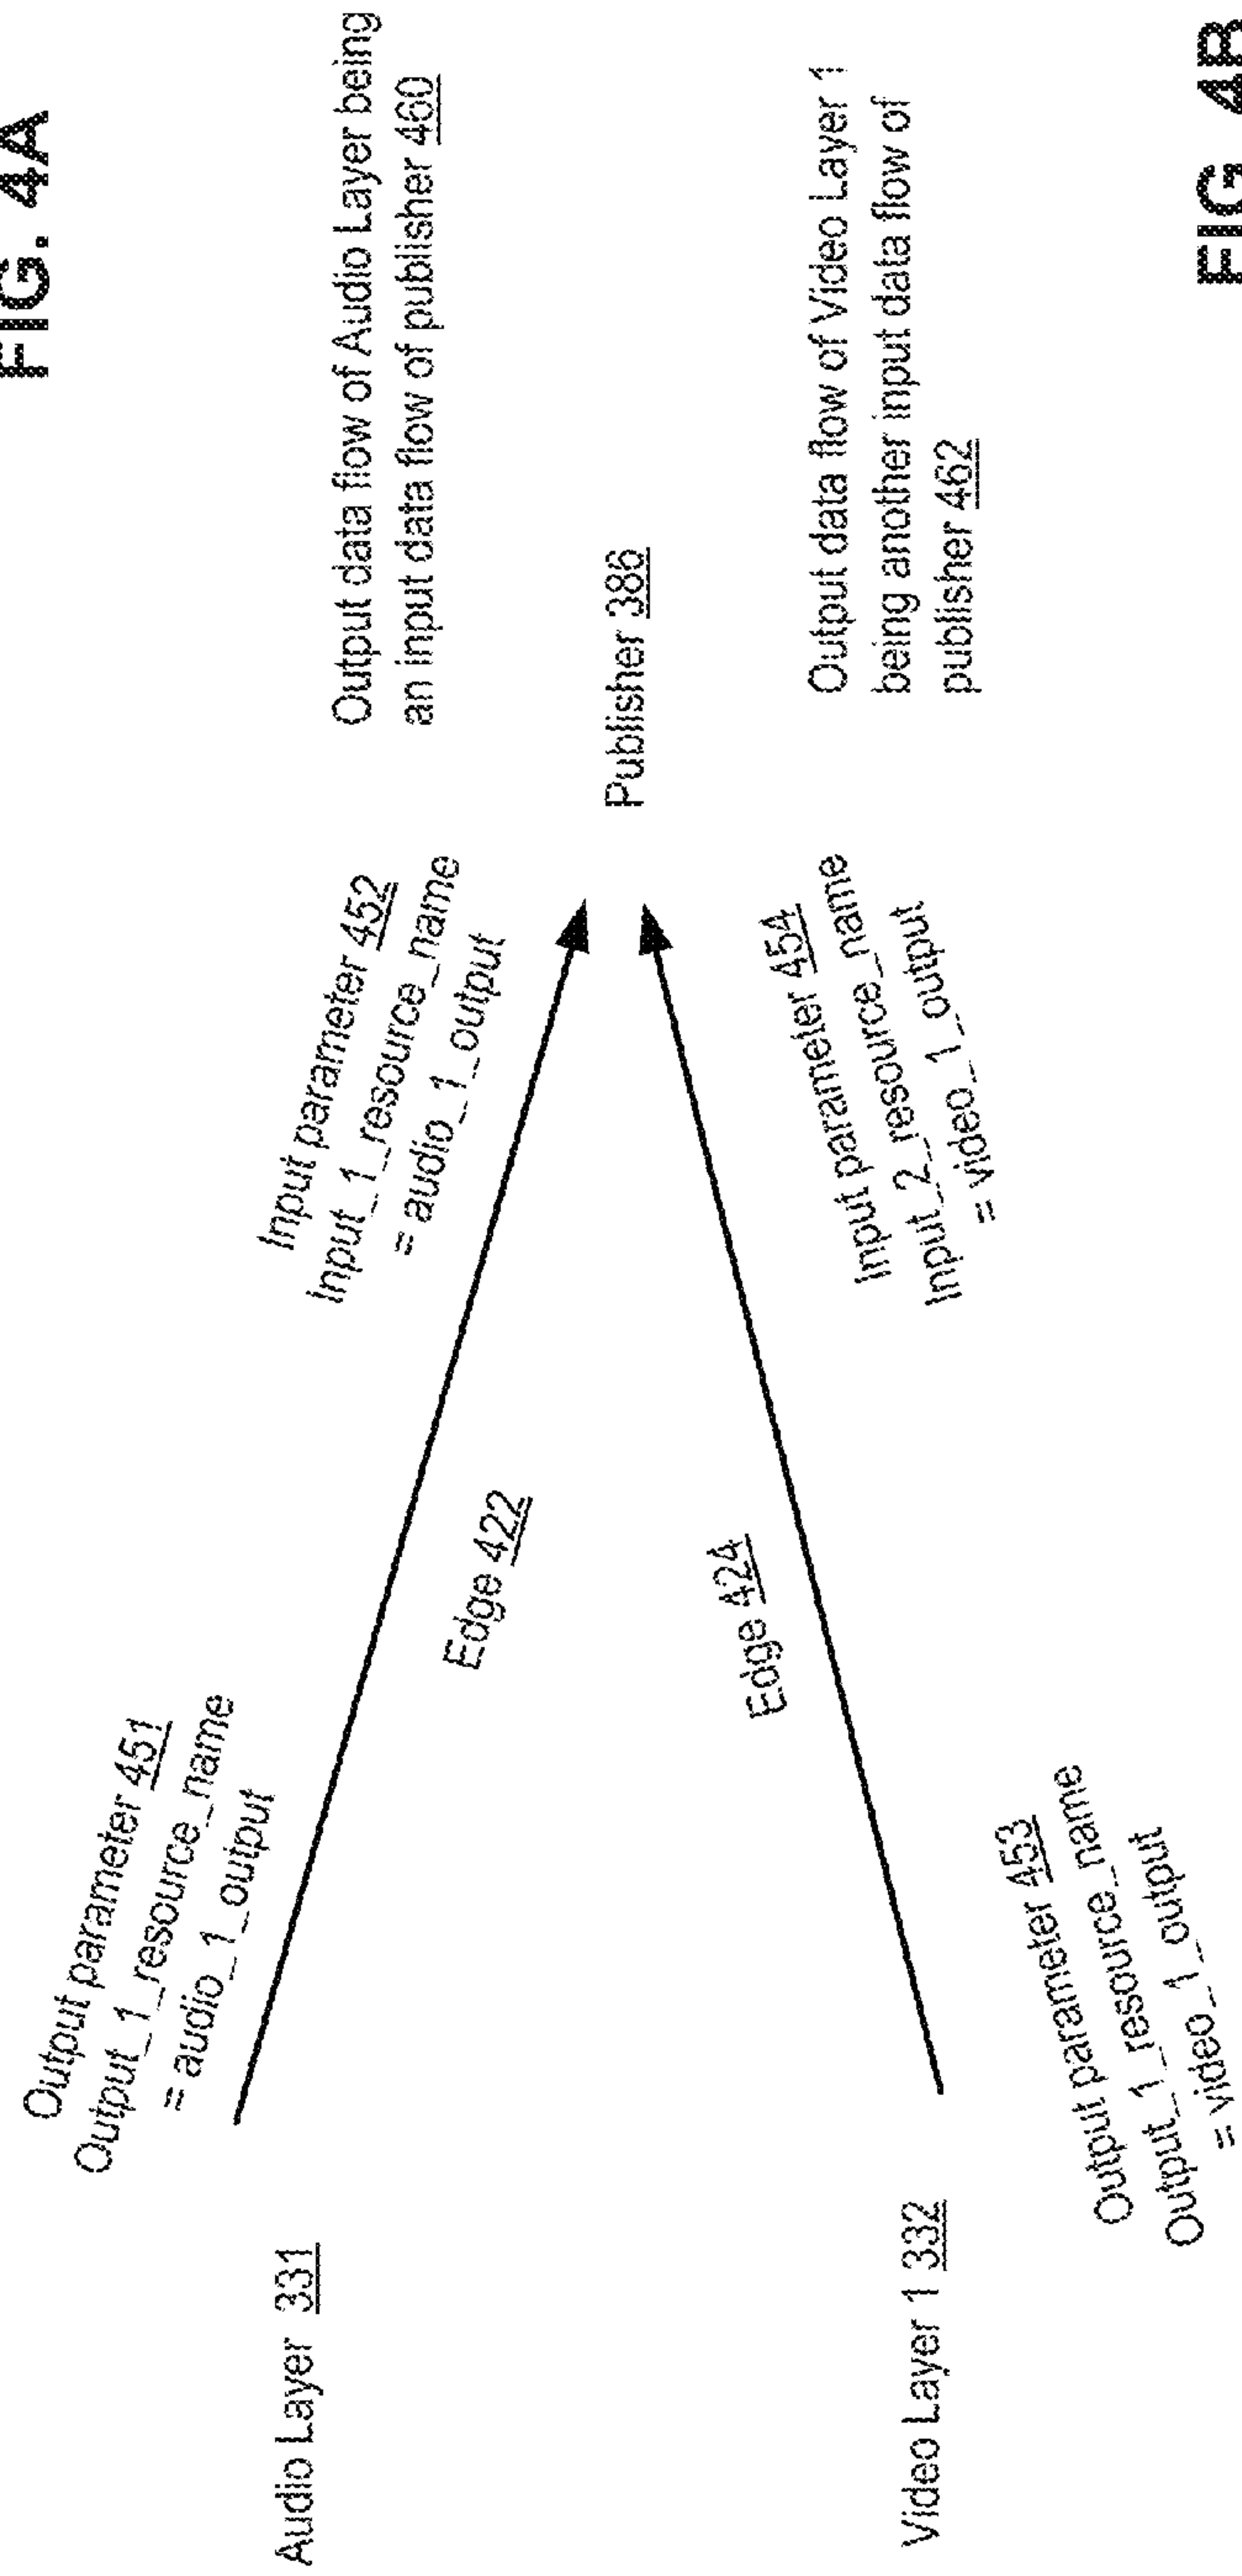 FIG. 4A
Output parameter 451
Output_1_resource_name
= audio_1_output
Input parameter 452
Input_1_resource_name
= audio_1_output
Output data flow of Audio Layer being
an input data flow of publisher 460
Audio Layer 331
Edge 422
Publisher 386
Edge 424
Video Layer 1 332
Input parameter 454
Input_2_resource_name
= video_1_output
Output data flow of Video Layer 1
being another input data flow of
publisher 462
Output parameter 453
Output_1_resource_name
= video_1_output
FIG. 4B